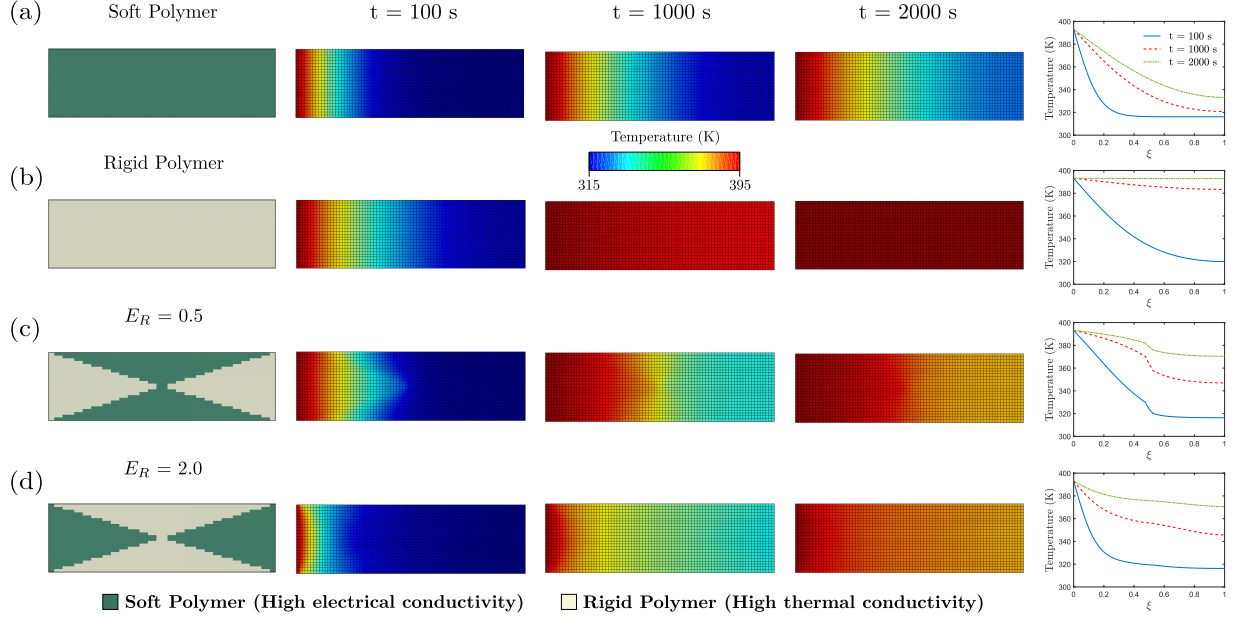 (a)
Soft Polymer
t = 100 s
t = 1000 s
t = 2000 s
Temperature (K)
400
380
360
340
320
300
t = 100 s
t = 1000 s
t = 2000 s
0 0.2 0.4 0.6 0.8 1
ξ
Temperature (K)
315 395
(b)
Rigid Polymer
Temperature (K)
400
380
360
340
320
300
0 0.2 0.4 0.6 0.8 1
ξ
(c)
E_R = 0.5
Temperature (K)
400
380
360
340
320
300
0 0.2 0.4 0.6 0.8 1
ξ
(d)
E_R = 2.0
Temperature (K)
400
380
360
340
320
300
0 0.2 0.4 0.6 0.8 1
ξ
Soft Polymer (High electrical conductivity)
Rigid Polymer (High thermal conductivity)